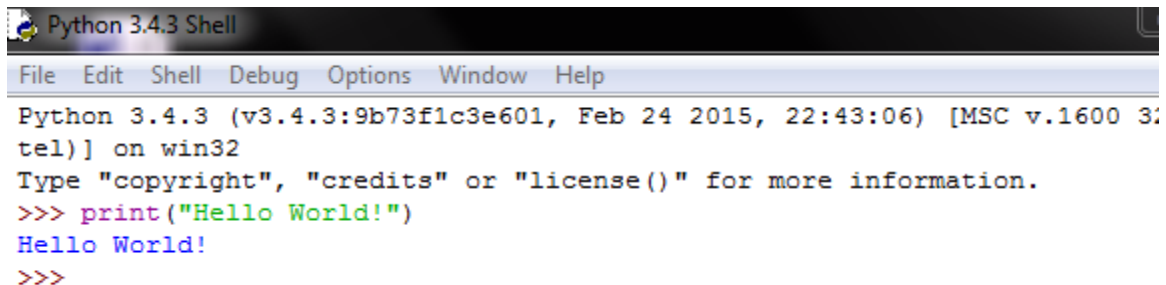 Python 3.4.3 Shell
File Edit Shell Debug Options Window Help
Python 3.4.3 (v3.4.3:9b73f1c3e601, Feb 24 2015, 22:43:06) [MSC v.1600 32
tel)] on win32
Type "copyright", "credits" or "license()" for more information.
>>> print("Hello World!")
Hello World!
>>>